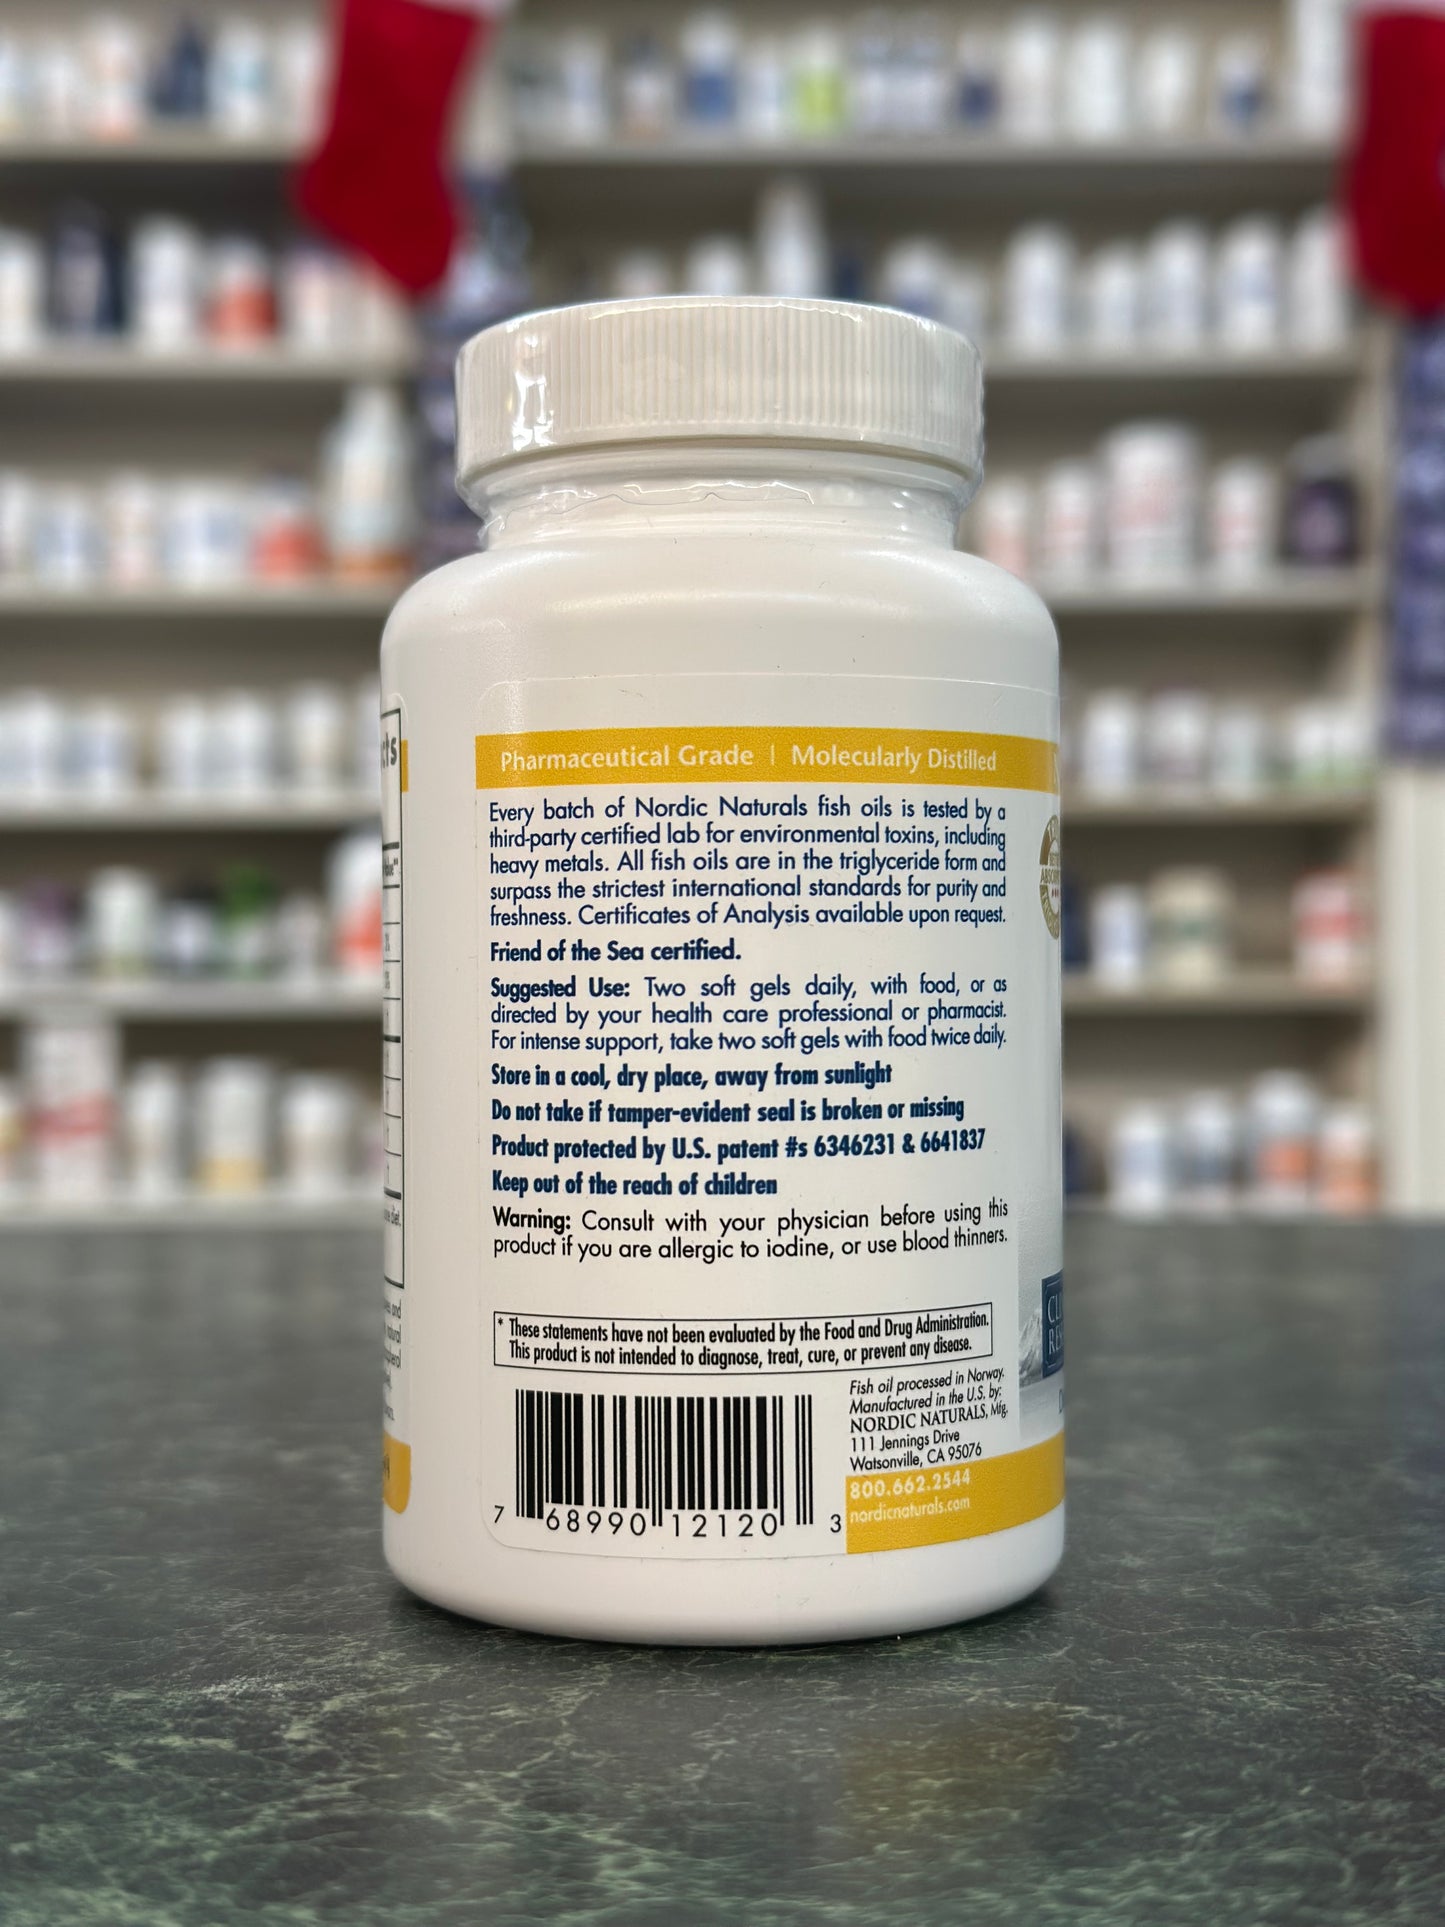 Pharmaceutical Grade | Molecularly Distilled
Every batch of Nordic Naturals fish oils is tested by a
third-party certified lab for environmental toxins, including
heavy metals. All fish oils are in the triglyceride form and
surpass the strictest international standards for purity and
freshness. Certificates of Analysis available upon request.
Friend of the Sea certified.
Suggested Use: Two soft gels daily, with food, or as
directed by your health care professional or pharmacist.
For intense support, take two soft gels with food twice daily.
Store in a cool, dry place, away from sunlight
Do not take if tamper-evident seal is broken or missing
Product protected by U.S. patent #s 6346231 & 6641837
Keep out of the reach of children
Warning: Consult with your physician before using this
product if you are allergic to iodine, or use blood thinners.
* These statements have not been evaluated by the Food and Drug Administration.
This product is not intended to diagnose, treat, cure, or prevent any disease.
Fish oil processed in Norway.
Manufactured in the U.S. by:
NORDIC NATURALS, Mfg.
111 Jennings Drive
Watsonville, CA 95076
800.662.2544
nordicnaturals.com
7 68990 12120 3